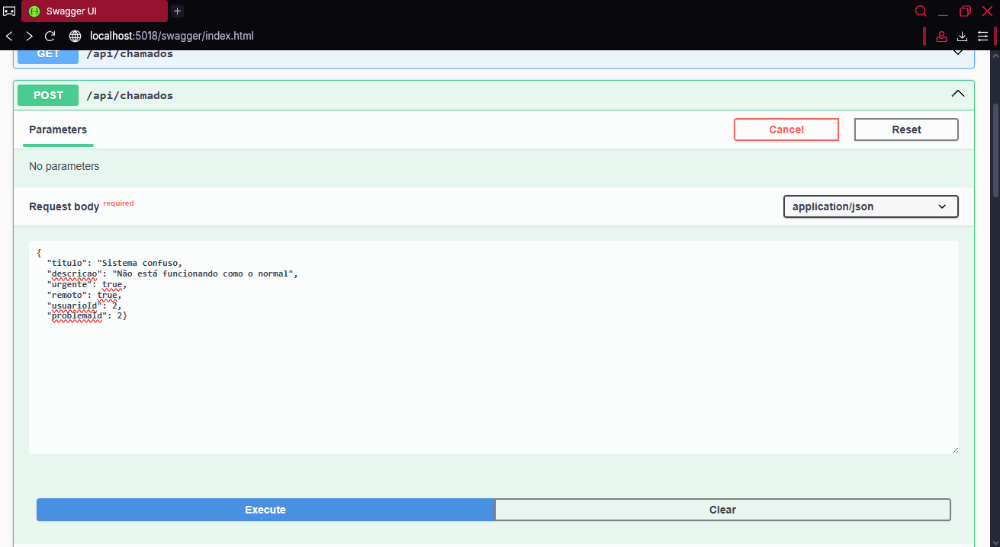 Swagger UI
localhost:5018/swagger/index.html
GET /api/chamados
POST /api/chamados
Parameters
Cancel
Reset
No parameters
Request body required
application/json
{
"titulo": "Sistema confuso,
"descricao": "Não está funcionando como o normal",
"urgente": true,
"remoto": true,
"usuarioId": 2,
"problemaId": 2}
Execute
Clear